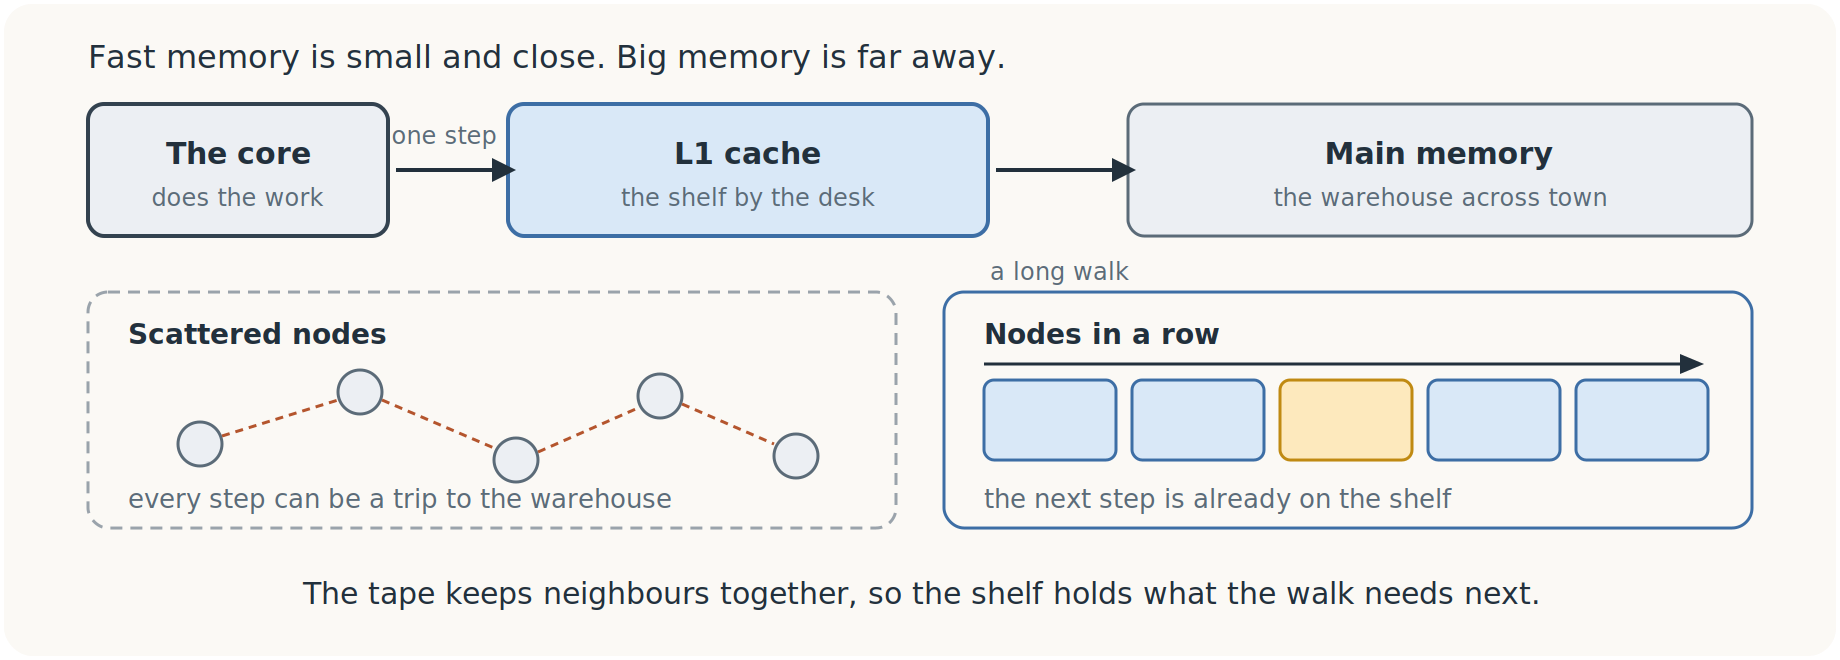 Fast memory is small and close. Big memory is far away.
The core
does the work
one step
L1 cache
the shelf by the desk
Main memory
the warehouse across town
a long walk
Scattered nodes
every step can be a trip to the warehouse
Nodes in a row
the next step is already on the shelf
The tape keeps neighbours together, so the shelf holds what the walk needs next.